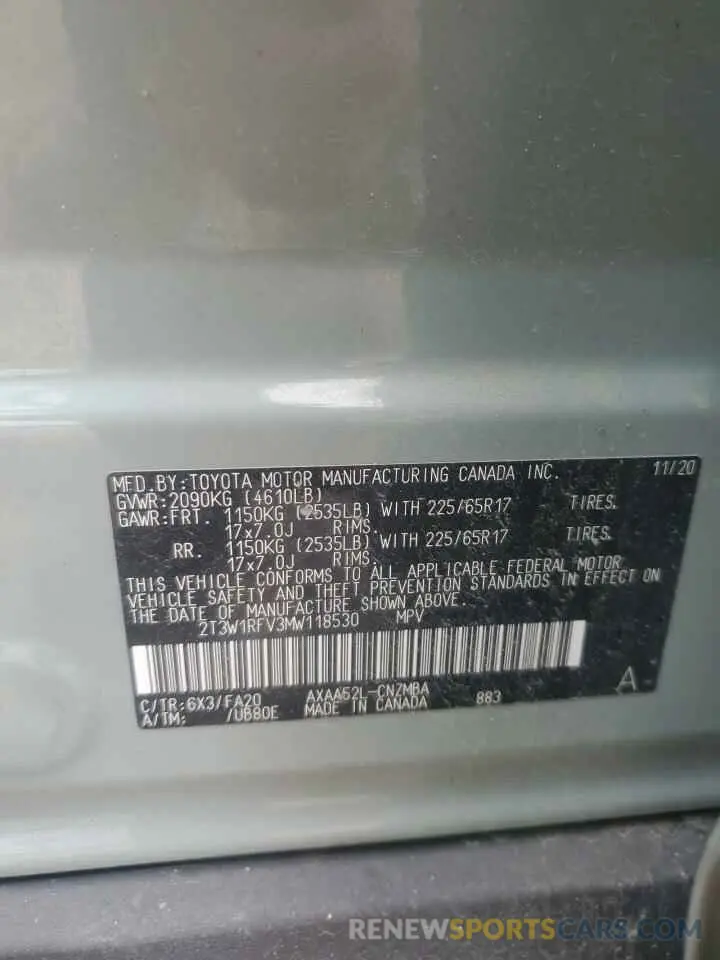 MFD.BY:TOYOTA MOTOR MANUFACTURING CANADA INC. 11/20
GVWR:2090KG (4610LB)
GAWR:FRT. 1150KG (2535LB) WITH 225/65R17 TIRES.
17x7.0J RIMS.
RR. 1150KG (2535LB) WITH 225/65R17 TIRES.
17x7.0J RIMS.
THIS VEHICLE CONFORMS TO ALL APPLICABLE FEDERAL MOTOR
VEHICLE SAFETY AND THEFT PREVENTION STANDARDS IN EFFECT ON
THE DATE OF MANUFACTURE SHOWN ABOVE.
2T3W1RFV3MW118530 MPV
C/TR:6X3/FA20 AXAA52L-CNZMBA 883 A
A/TM: /UB80E MADE IN CANADA
RENEWSPORTSCARS.COM